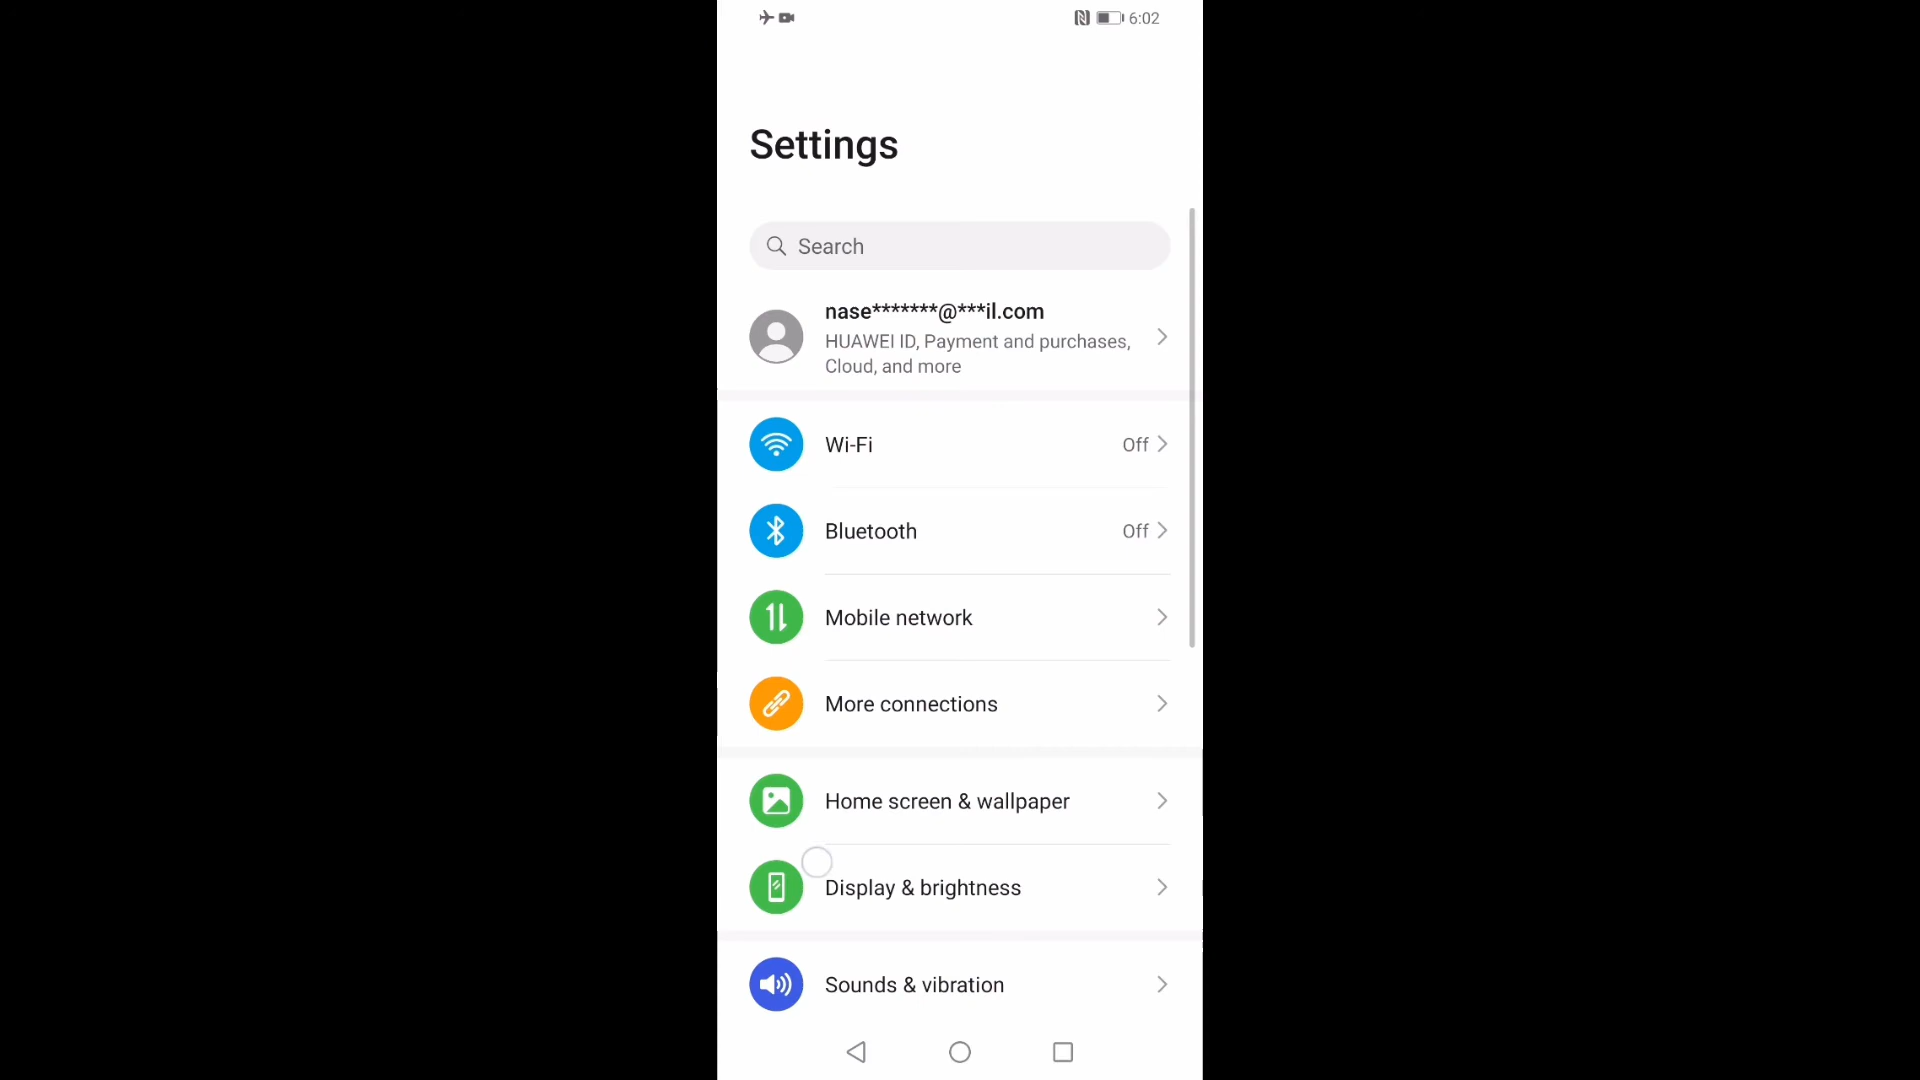 6:02
Settings
Search
nase*******@***il.com
HUAWEI ID, Payment and purchases,
Cloud, and more
Wi-Fi Off
Bluetooth Off
Mobile network
More connections
Home screen & wallpaper
Display & brightness
Sounds & vibration